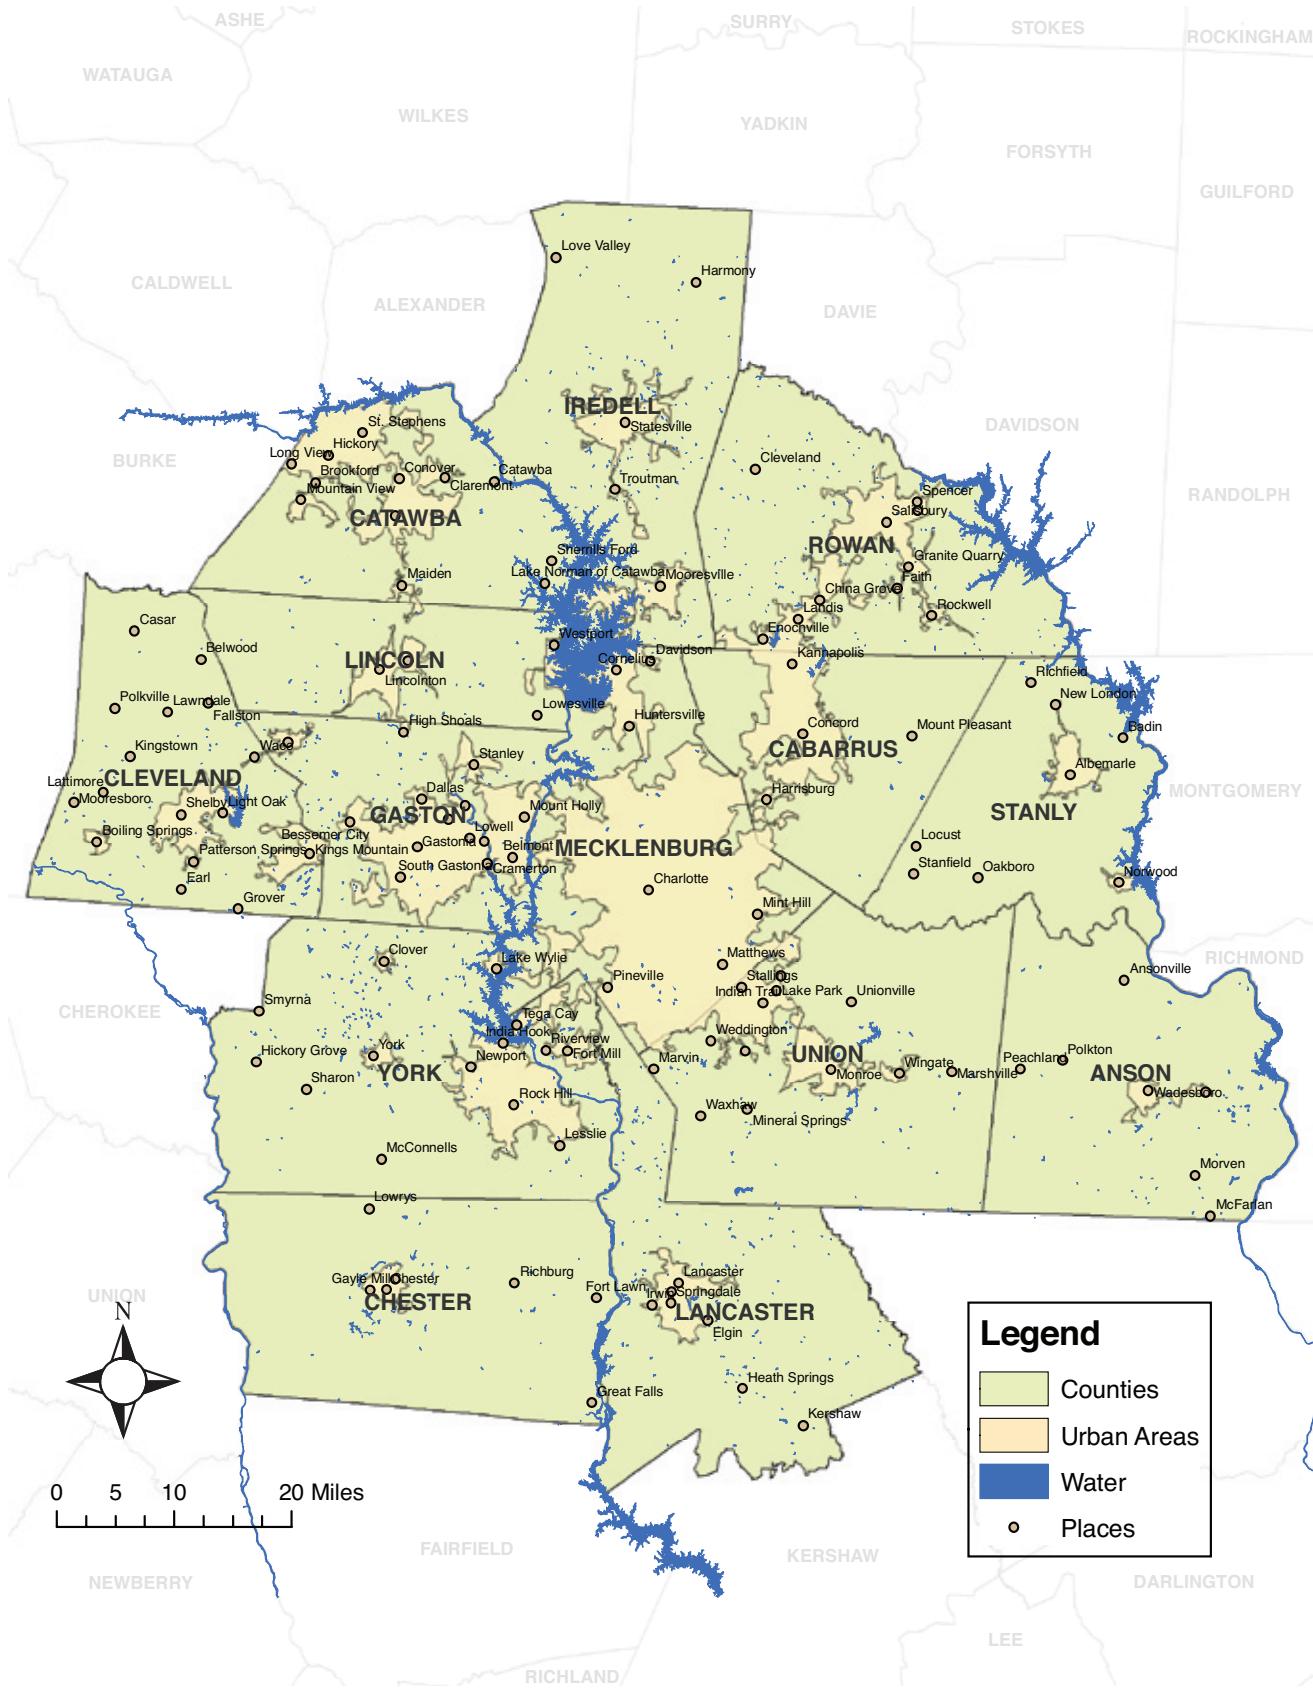 ASHE
SURRY
STOKES
ROCKINGHAM
WATAUGA
WILKES
YADKIN
FORSYTH
GUILFORD
Love Valley
Harmony
CALDWELL
ALEXANDER
DAVIE
IREDELL
Statesville
St. Stephens
Hickory
Long View
Brookford
Conover
Catawba
Claremont
Mountain View
CATAWBA
Troutman
Cleveland
DAVIDSON
BURKE
RANDOLPH
Spencer
Salisbury
ROWAN
Granite Quarry
Faith
China Grove
Landis
Rockwell
Enochville
Sherrills Ford
Lake Norman of Catawba
Mooresville
Maiden
Casar
Belwood
LINCOLN
Lincolnton
Westport
Cornelius
Davidson
Kannapolis
Richfield
New London
Badin
Polkville
Lawndale
Fallston
High Shoals
Lowesville
Huntersville
Concord
CABARRUS
Mount Pleasant
Kingstown
Waco
Stanley
Albemarle
Lattimore
CLEVELAND
Mooresboro
Shelby
Light Oak
Dallas
GASTON
Mount Holly
Harrisburg
STANLY
MONTGOMERY
Boiling Springs
Bessemer City
Lowell
Patterson Springs
Kings Mountain
Gastonia
Belmont
MECKLENBURG
Locust
South Gastonia
Cramerton
Charlotte
Stanfield
Oakboro
Norwood
Earl
Grover
Mint Hill
Clover
Lake Wylie
Matthews
Pineville
Stallings
Indian Trail
Lake Park
Unionville
Ansonville
RICHMOND
CHEROKEE
Smyrna
Tega Cay
India Hook
Riverview
Fort Mill
Weddington
UNION
Hickory Grove
York
YORK
Newport
Marvin
Monroe
Wingate
Marshville
Peachland
Polkton
ANSON
Sharon
Rock Hill
Waxhaw
Mineral Springs
Wadesboro
Lesslie
McConnells
Morven
Lowrys
McFarlan
Gayle Mill
Chester
CHESTER
Richburg
Fort Lawn
Lancaster
Irwin
Springdale
LANCASTER
Elgin
UNION
N
Heath Springs
Great Falls
Kershaw
Legend
Counties
Urban Areas
Water
Places
0 5 10 20 Miles
FAIRFIELD
KERSHAW
NEWBERRY
DARLINGTON
LEE
RICHLAND